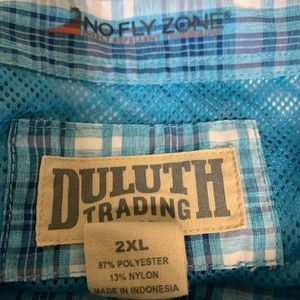 NO FLY ZONE®
DULUTH
TRADING
2XL
87% POLYESTER
13% NYLON
MADE IN INDONESIA